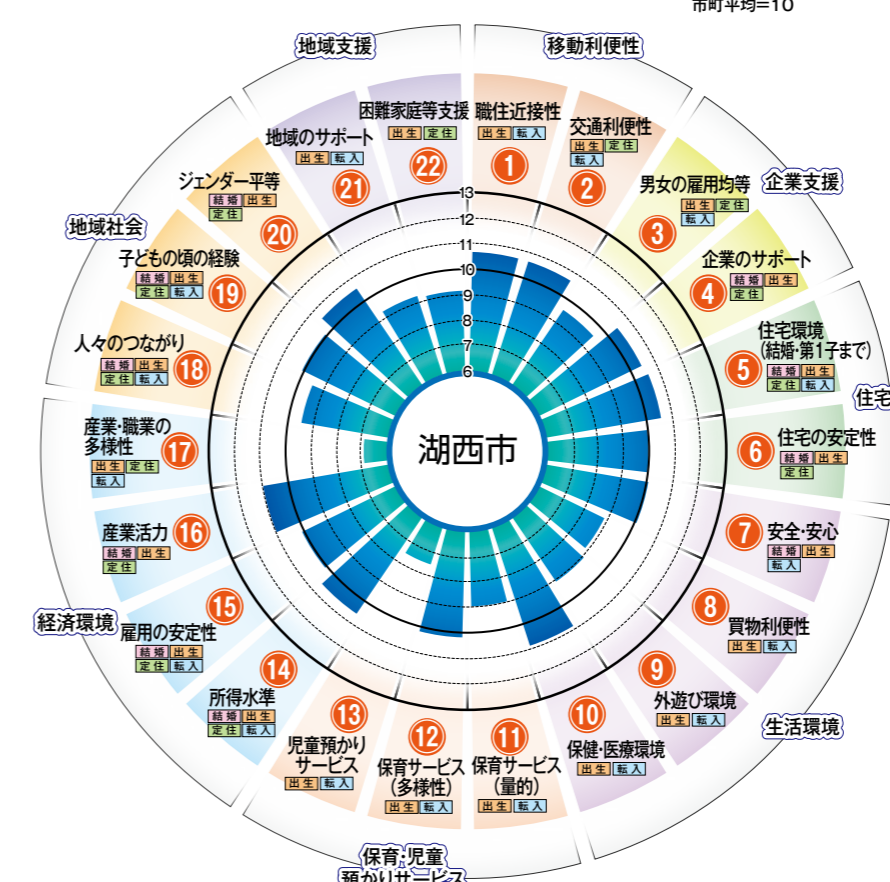 市町平均=10
地域支援
移動利便性
企業支援
住宅
生活環境
保育・児童
預かりサービス
経済環境
地域社会
職住近接性
出生 転入
1
交通利便性
出生 定住
転入
2
男女の雇用均等
出生 定住
転入
3
企業のサポート
結婚 出生
定住
4
住宅環境
(結婚・第1子まで)
結婚 出生
定住 転入
5
住宅の安定性
結婚 出生
定住
6
安全・安心
結婚 出生
転入
7
買物利便性
出生 転入
8
外遊び環境
出生 転入
9
保健・医療環境
出生 転入
10
保育サービス
(量的)
出生 転入
11
保育サービス
(多様性)
出生 転入
12
児童預かり
サービス
出生 転入
13
所得水準
結婚 出生
定住 転入
14
雇用の安定性
結婚 出生
定住 転入
15
産業活力
結婚 出生
定住
16
産業・職業の
多様性
出生 定住
転入
17
人々のつながり
結婚 出生
定住 転入
18
子どもの頃の経験
結婚 出生
定住 転入
19
ジェンダー平等
結婚 出生
定住
20
地域のサポート
出生 転入
21
困難家庭等支援
出生 定住
22
13
12
11
10
9
8
7
6
湖西市